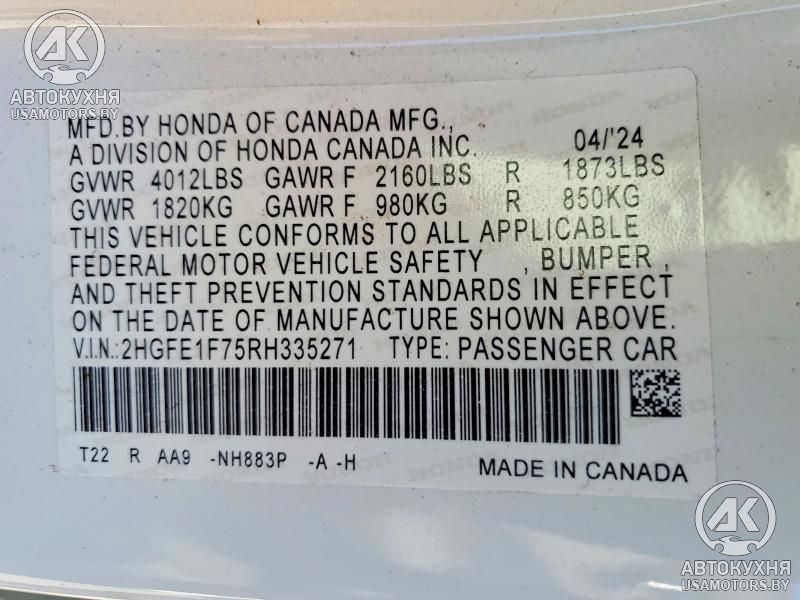 AK
АВТОКУХНЯ
USAMOTORS.BY
MFD.BY HONDA OF CANADA MFG.,
A DIVISION OF HONDA CANADA INC. 04/'24
GVWR 4012LBS GAWR F 2160LBS R 1873LBS
GVWR 1820KG GAWR F 980KG R 850KG
THIS VEHICLE CONFORMS TO ALL APPLICABLE
FEDERAL MOTOR VEHICLE SAFETY , BUMPER ,
AND THEFT PREVENTION STANDARDS IN EFFECT
ON THE DATE OF MANUFACTURE SHOWN ABOVE.
V.I.N.:2HGFE1F75RH335271 TYPE: PASSENGER CAR
T22 R AA9 -NH883P -A -H
MADE IN CANADA
AK
АВТОКУХНЯ
USAMOTORS.BY